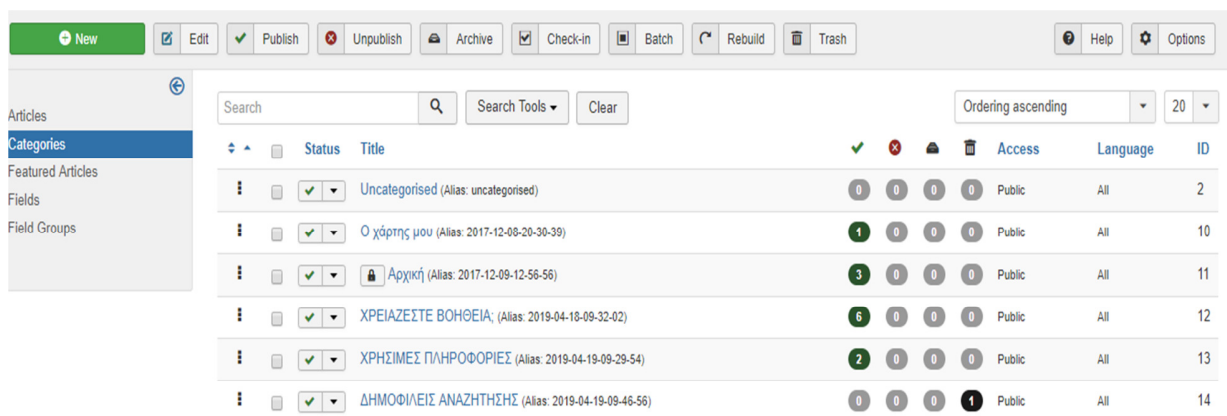 New Edit Publish Unpublish Archive Check-in Batch Rebuild Trash Help Options
Articles
Categories
Featured Articles
Fields
Field Groups
Search Search Tools Clear Ordering ascending 20
Status Title Access Language ID
Uncategorised (Alias: uncategorised) 0 0 0 0 Public All 2
Ο χάρτης μου (Alias: 2017-12-08-20-30-39) 1 0 0 0 Public All 10
Αρχική (Alias: 2017-12-09-12-56-56) 3 0 0 0 Public All 11
ΧΡΕΙΑΖΕΣΤΕ ΒΟΗΘΕΙΑ; (Alias: 2019-04-18-09-32-02) 6 0 0 0 Public All 12
ΧΡΗΣΙΜΕΣ ΠΛΗΡΟΦΟΡΙΕΣ (Alias: 2019-04-19-09-29-54) 2 0 0 0 Public All 13
ΔΗΜΟΦΙΛΕΙΣ ΑΝΑΖΗΤΗΣΗΣ (Alias: 2019-04-19-09-46-56) 0 0 0 1 Public All 14